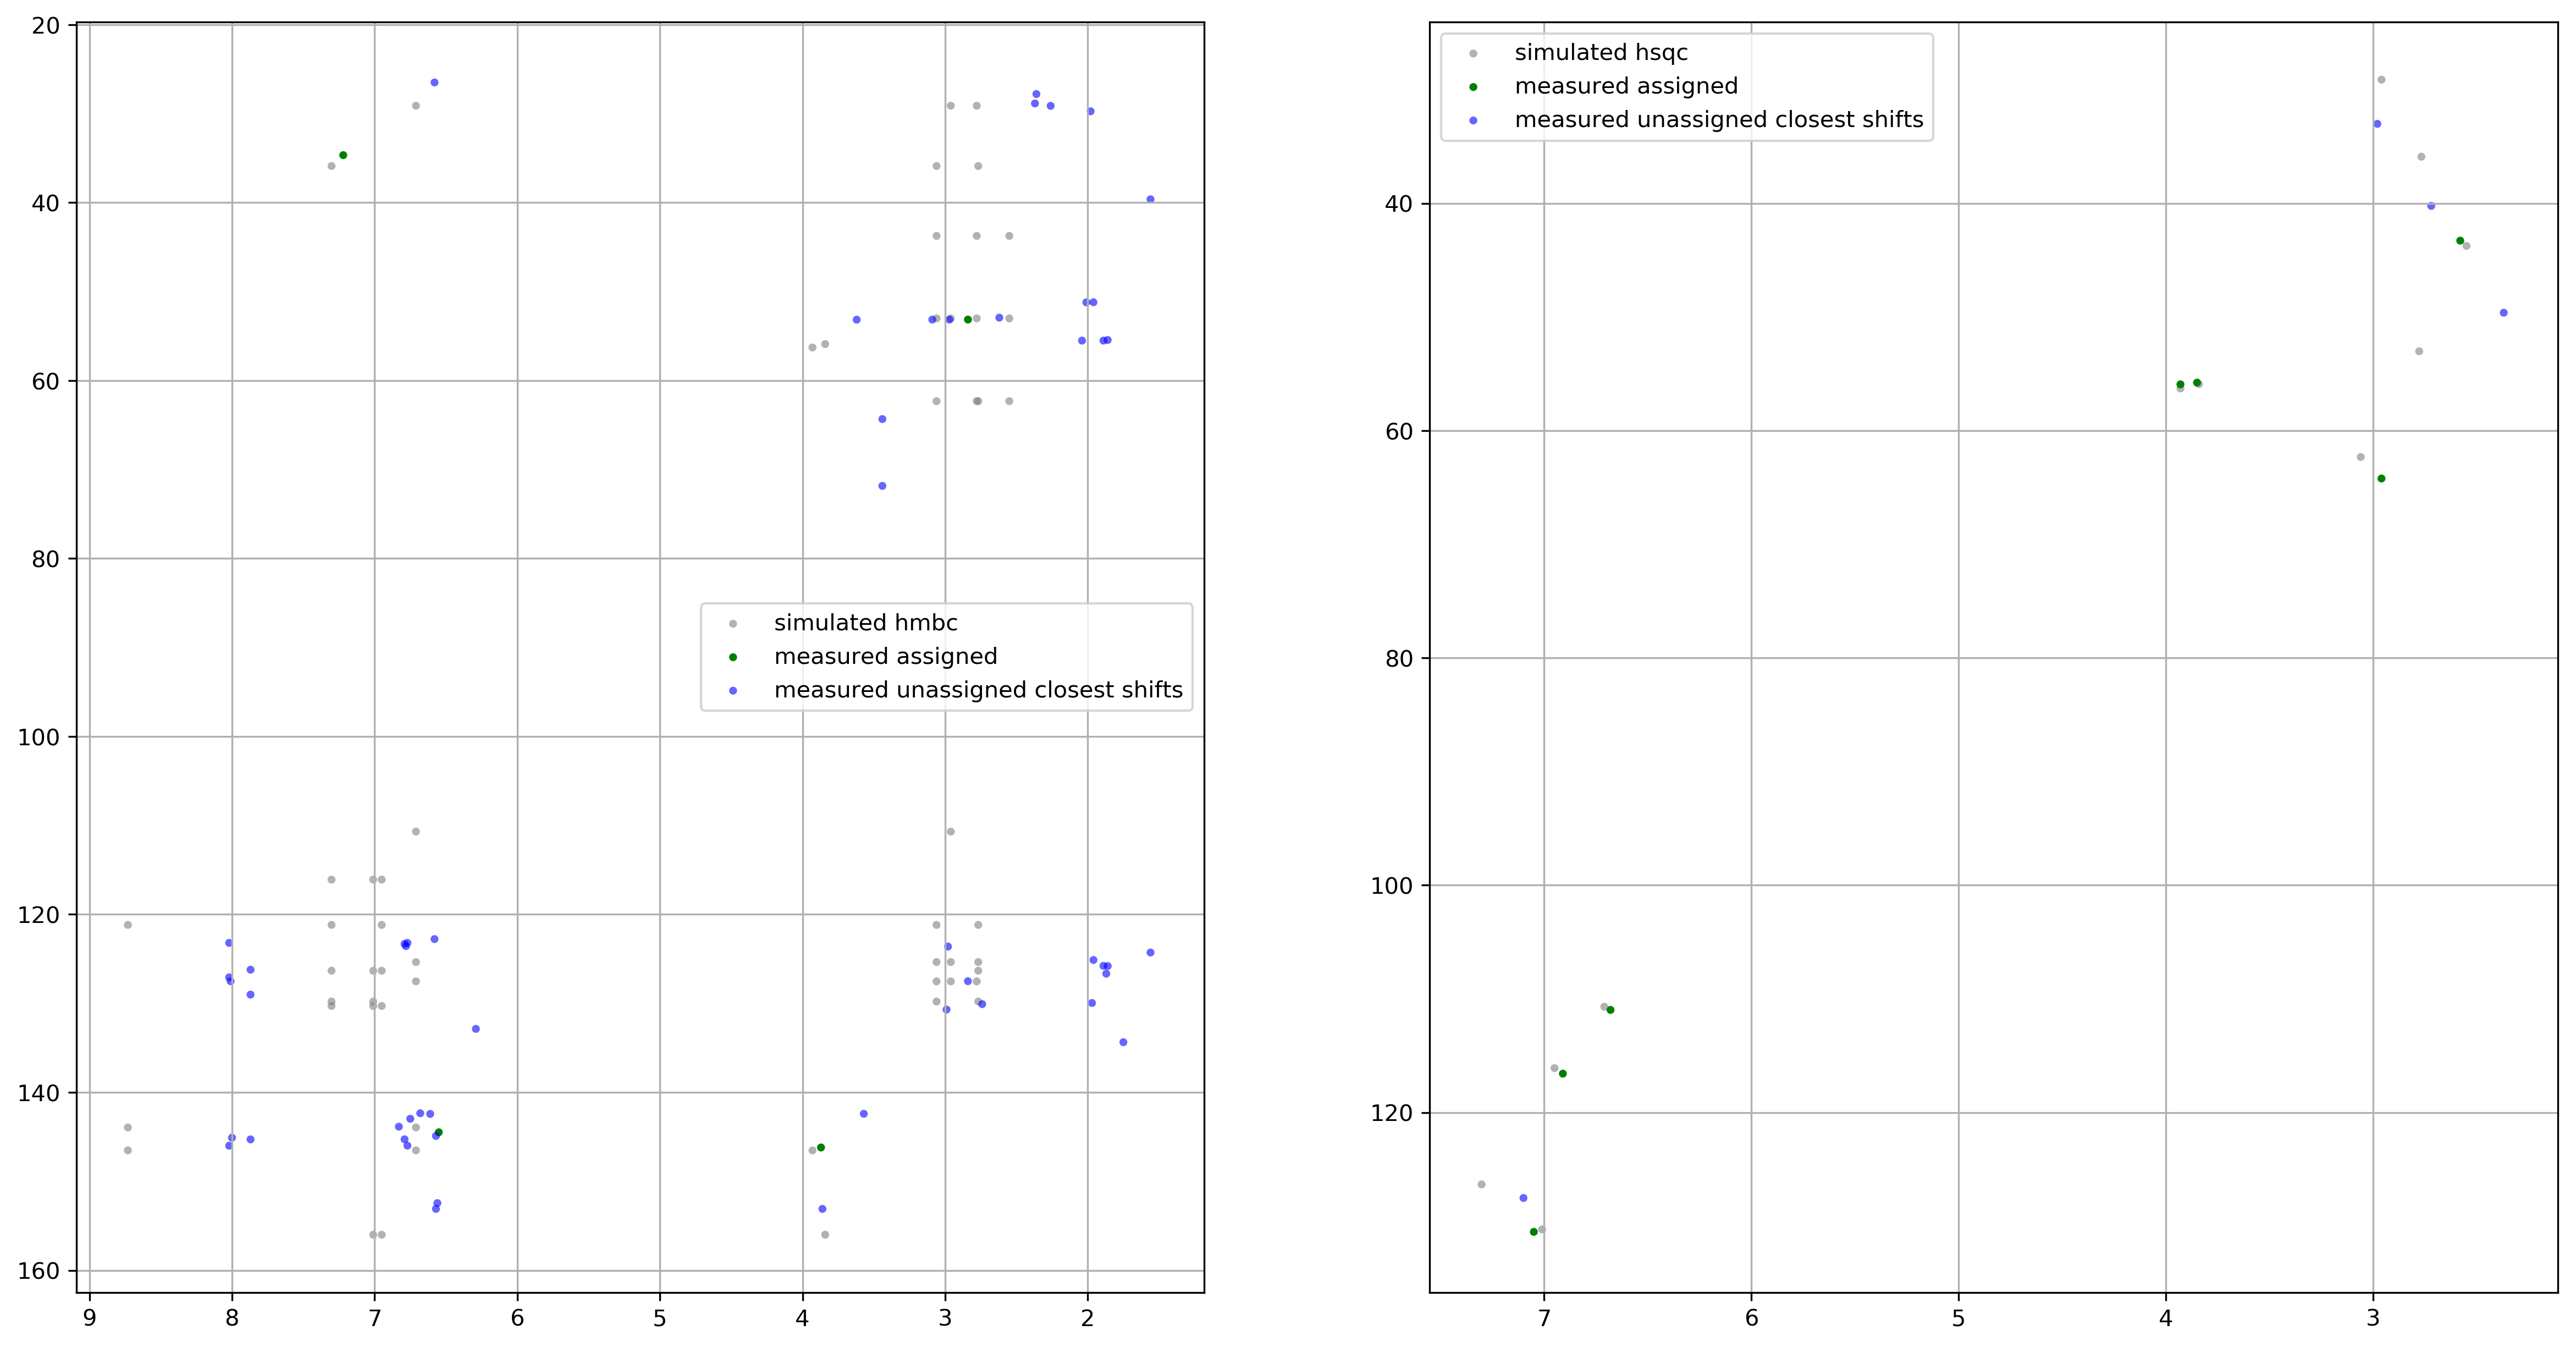 20
40
60
80
100
120
140
160
9 8 7 6 5 4 3 2
simulated hmbc
measured assigned
measured unassigned closest shifts
simulated hsqc
measured assigned
measured unassigned closest shifts
40
60
80
100
120
7 6 5 4 3